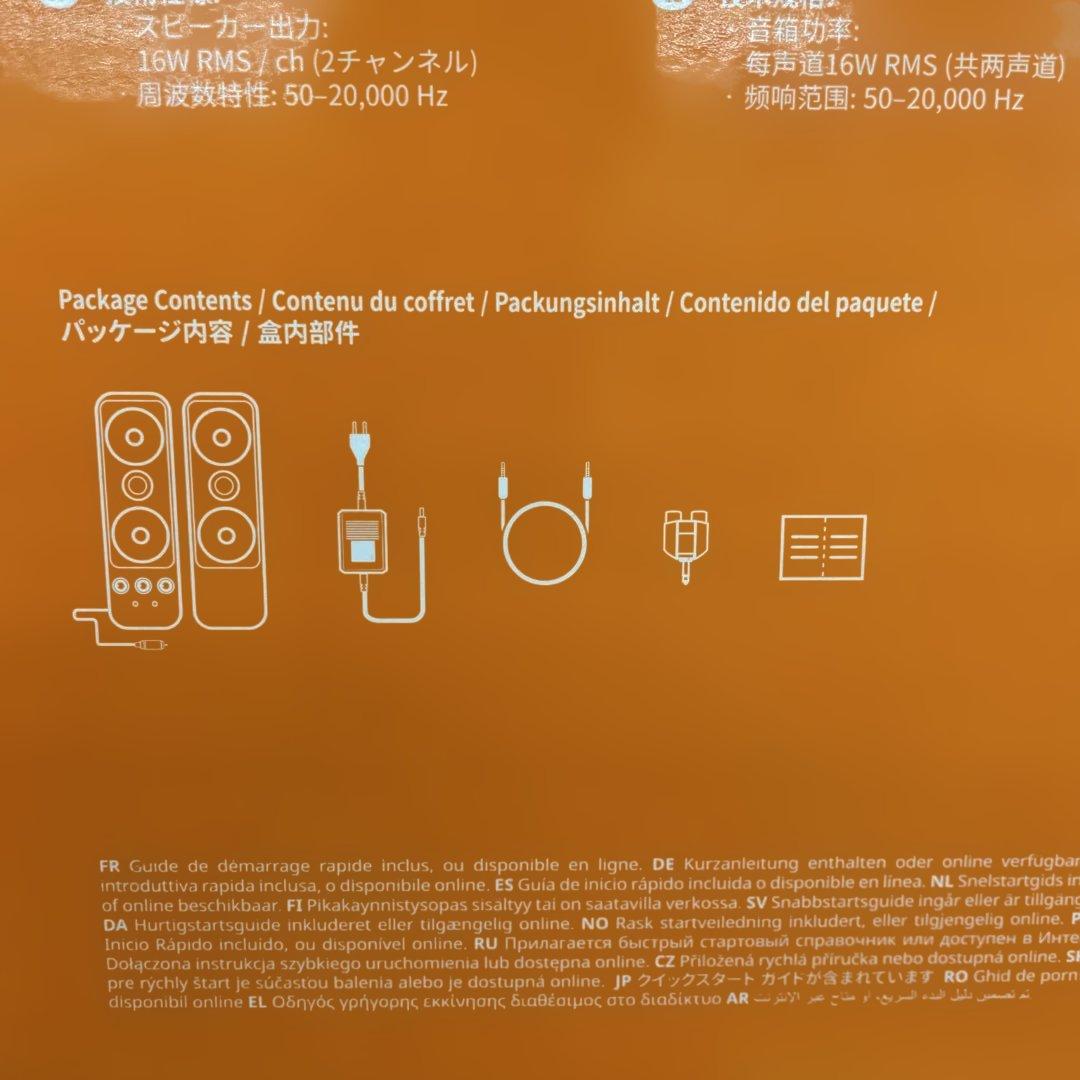 スピーカー出力:
16W RMS / ch (2チャンネル)
· 周波数特性: 50–20,000 Hz
音箱功率:
每声道16W RMS (共两声道)
· 频响范围: 50–20,000 Hz
Package Contents / Contenu du coffret / Packungsinhalt / Contenido del paquete /
パッケージ内容 / 盒内部件
FR Guide de démarrage rapide inclus, ou disponible en ligne. DE Kurzanleitung enthalten oder online verfügbar
introduttiva rapida inclusa, o disponibile online. ES Guía de inicio rápido incluida o disponible en línea. NL Snelstartgids
of online beschikbaar. FI Pikakäynnistysopas sisältyy tai on saatavilla verkossa. SV Snabbstartsguide ingår eller är
DA Hurtigstartsguide inkluderet eller tilgængelig online. NO Rask startveiledning inkludert, eller tilgjengelig online.
Inicio Rápido incluido, ou disponível online. RU Прилагается быстрый стартовый справочник или доступен в
Dołączona instrukcja szybkiego uruchomienia lub dostępna online. CZ Přiložená rychlá příručka nebo dostupná online.
pre rýchly štart je súčasťou balenia alebo je dostupná online. JP クイックスタート ガイドが含まれています RO Ghid de
disponibil online EL Οδηγός γρήγορης εκκίνησης διαθέσιμος στο διαδίκτυο AR